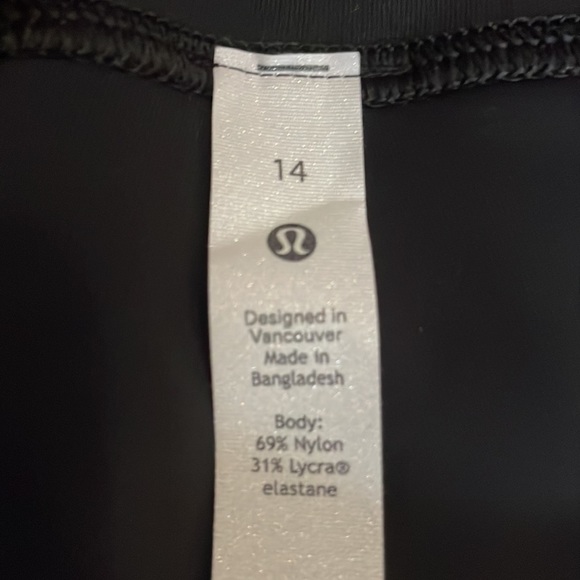 14
Designed in
Vancouver
Made in
Bangladesh
Body:
69% Nylon
31% Lycra®
elastane